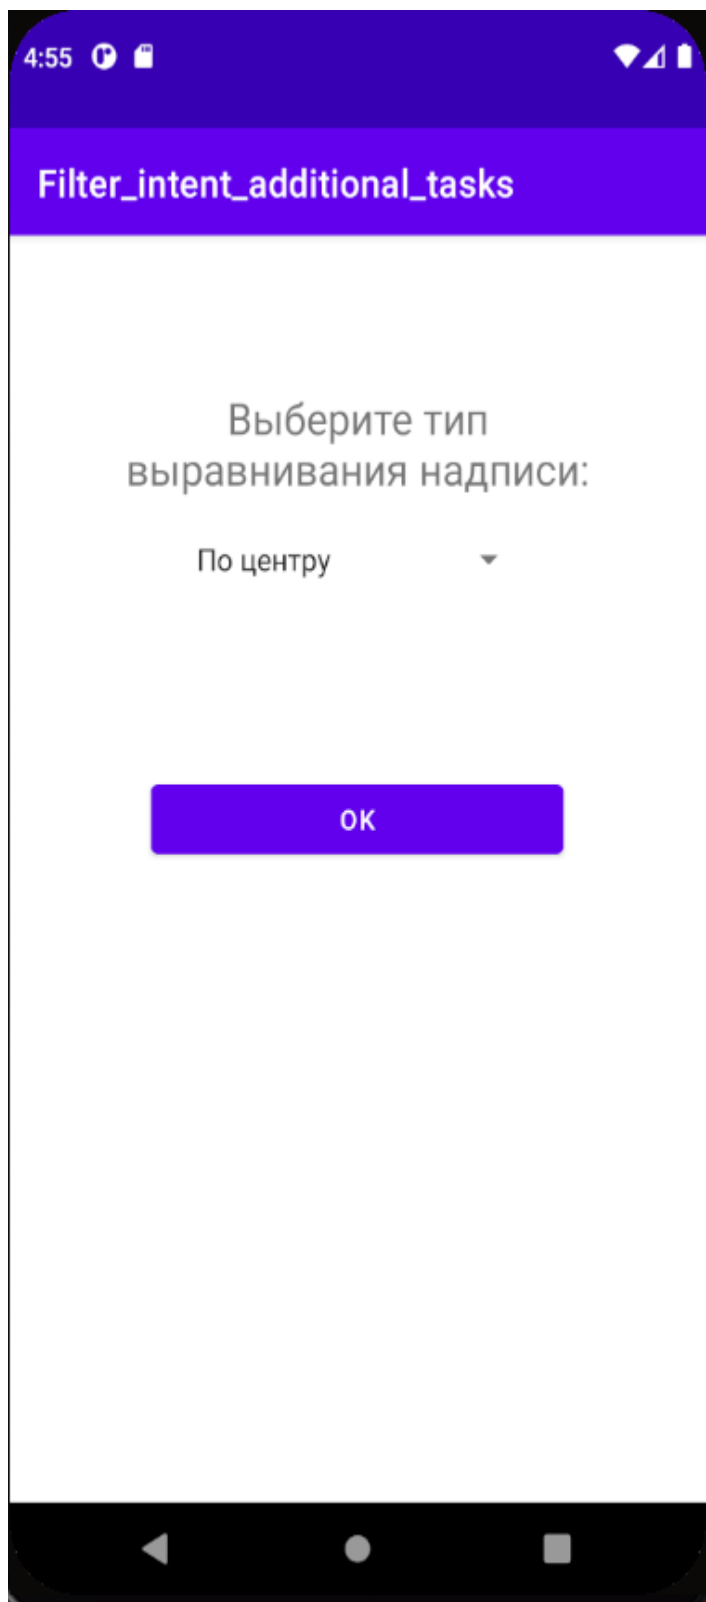 4:55
Filter_intent_additional_tasks
Выберите тип
выравнивания надписи:
По центру
OK